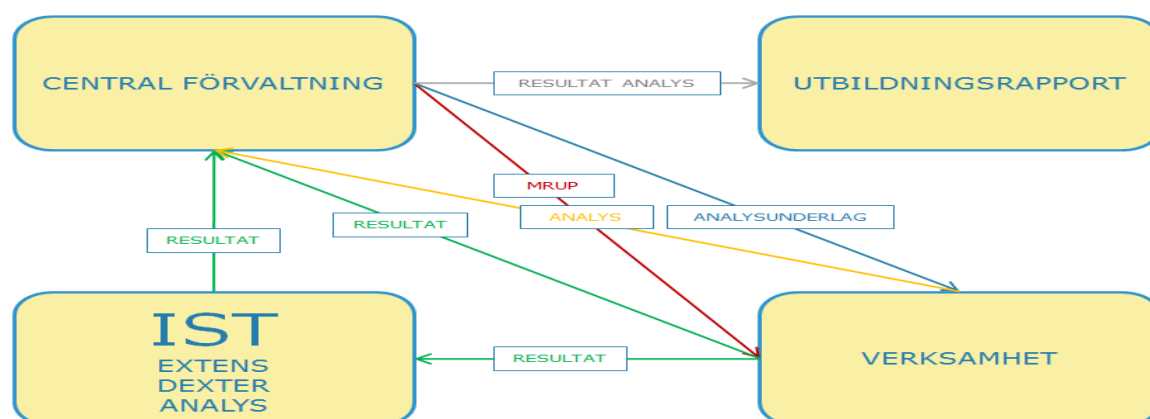 CENTRAL FÖRVALTNING
RESULTAT ANALYS
UTBILDNINGSRAPPORT
MRUP
ANALYS
ANALYSUNDERLAG
RESULTAT
RESULTAT
IST
EXTENS
DEXTER
ANALYS
RESULTAT
VERKSAMHET